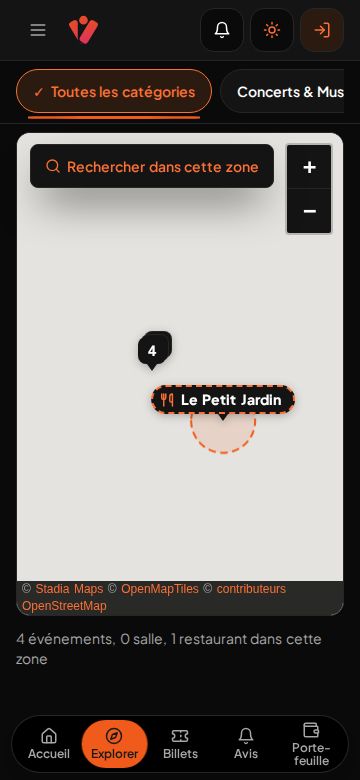 ✓ Toutes les catégories
Concerts & Mus
Rechercher dans cette zone
+
−
4
Le Petit Jardin
© Stadia Maps © OpenMapTiles © contributeurs
OpenStreetMap
4 événements, 0 salle, 1 restaurant dans cette
zone
Accueil
Explorer
Billets
Avis
Porte-
feuille